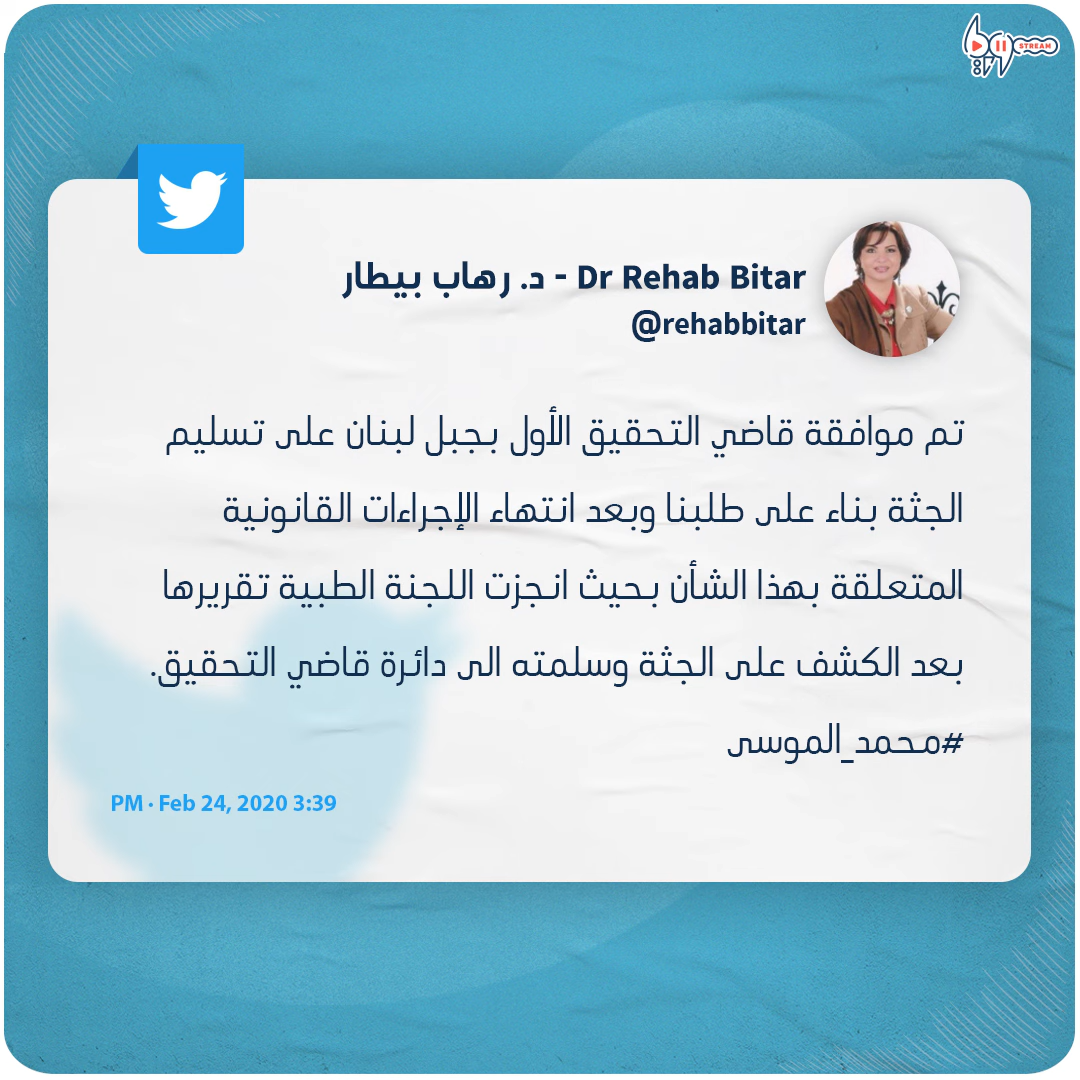 STREAM
Dr Rehab Bitar - د. رهاب بيطار
@rehabbitar
تم موافقة قاضي التحقيق الأول بجبل لبنان على تسليم
الجثة بناء على طلبنا وبعد انتهاء الإجراءات القانونية
المتعلقة بهذا الشأن بحيث انجزت اللجنة الطبية تقريرها
بعد الكشف على الجثة وسلمته الى دائرة قاضي التحقيق.
#محمد_الموسى
PM · Feb 24, 2020 3:39